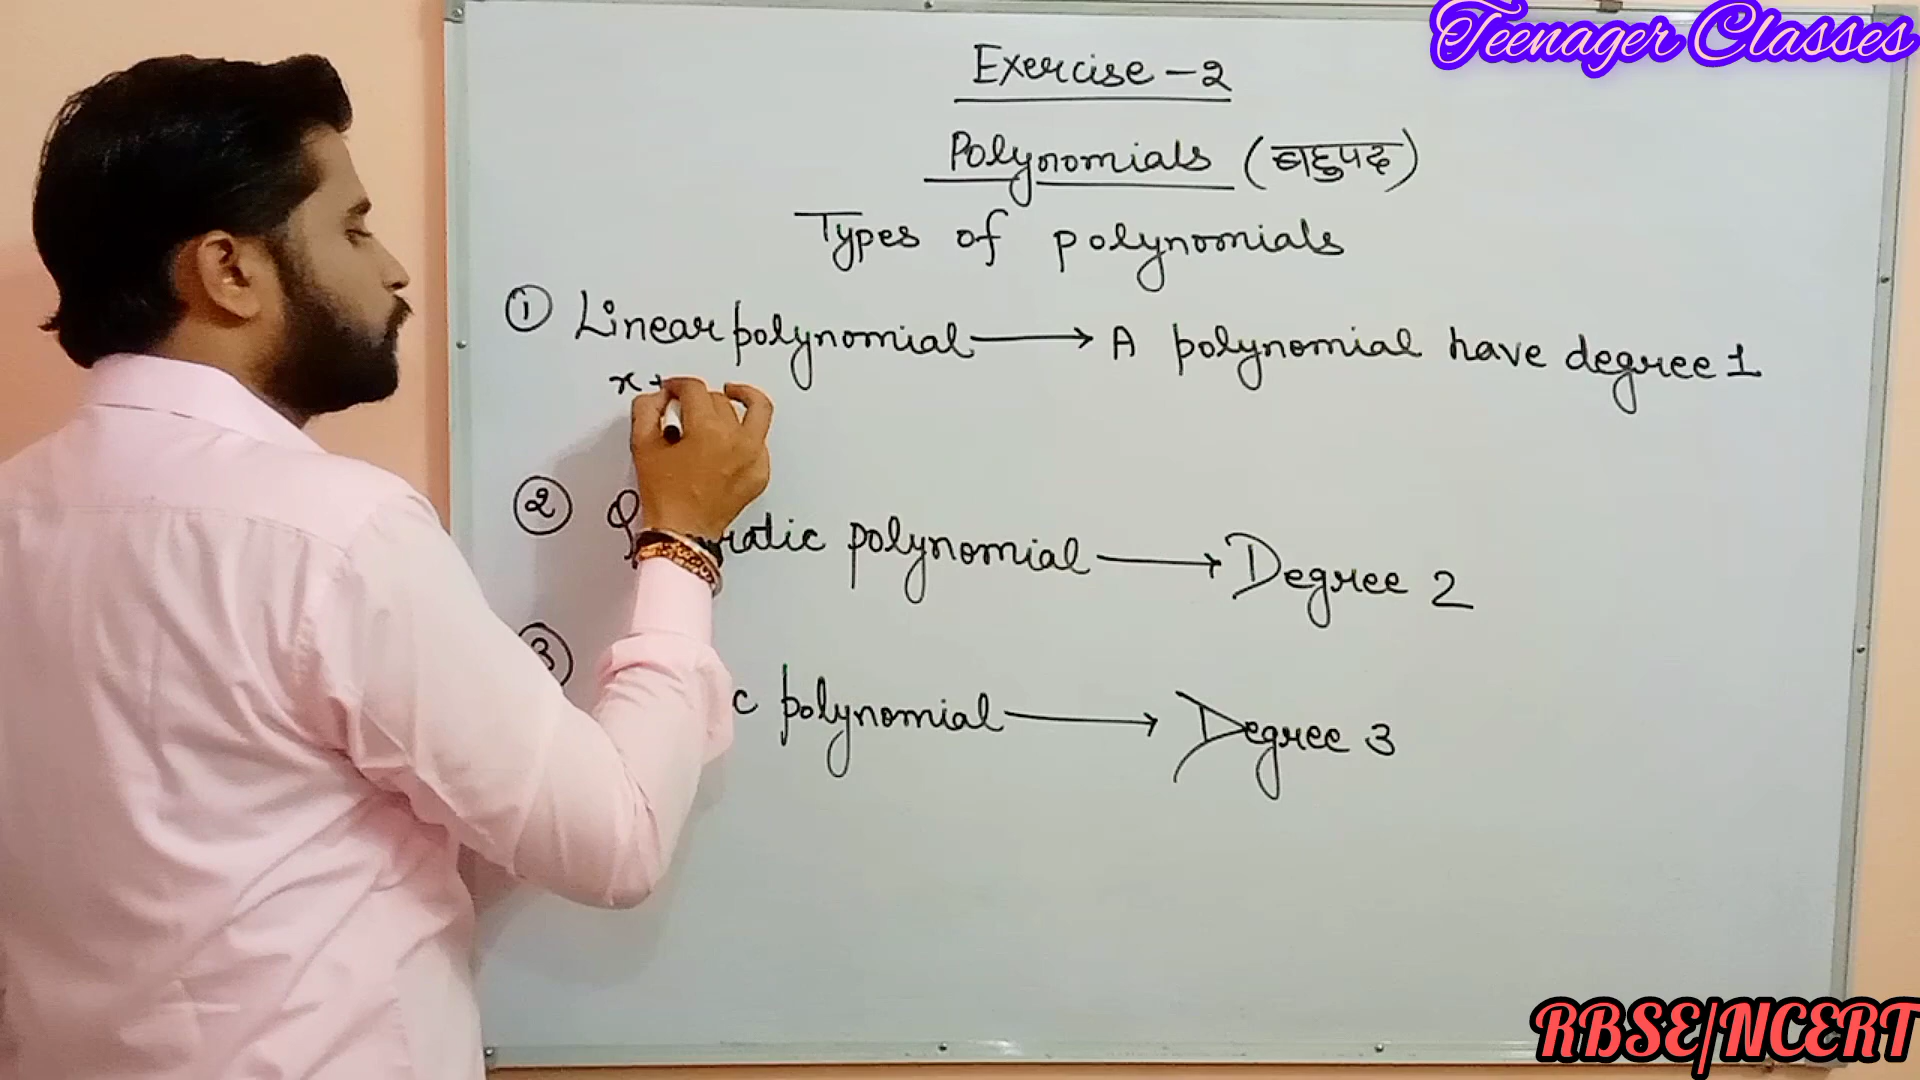 Teenager Classes
Exercise - 2
Polynomials (बहुपद)
Types of polynomials
① Linear polynomial → A polynomial have degree 1
x +
② polynomial → Degree 2
③ polynomial → Degree 3
RBSE/NCERT